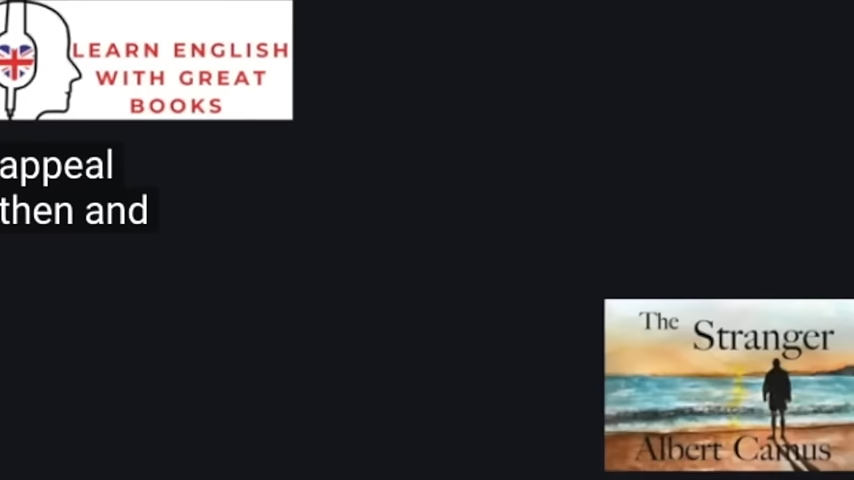 LEARN ENGLISH
WITH GREAT
BOOKS
appeal
then and
The Stranger
Albert Camus